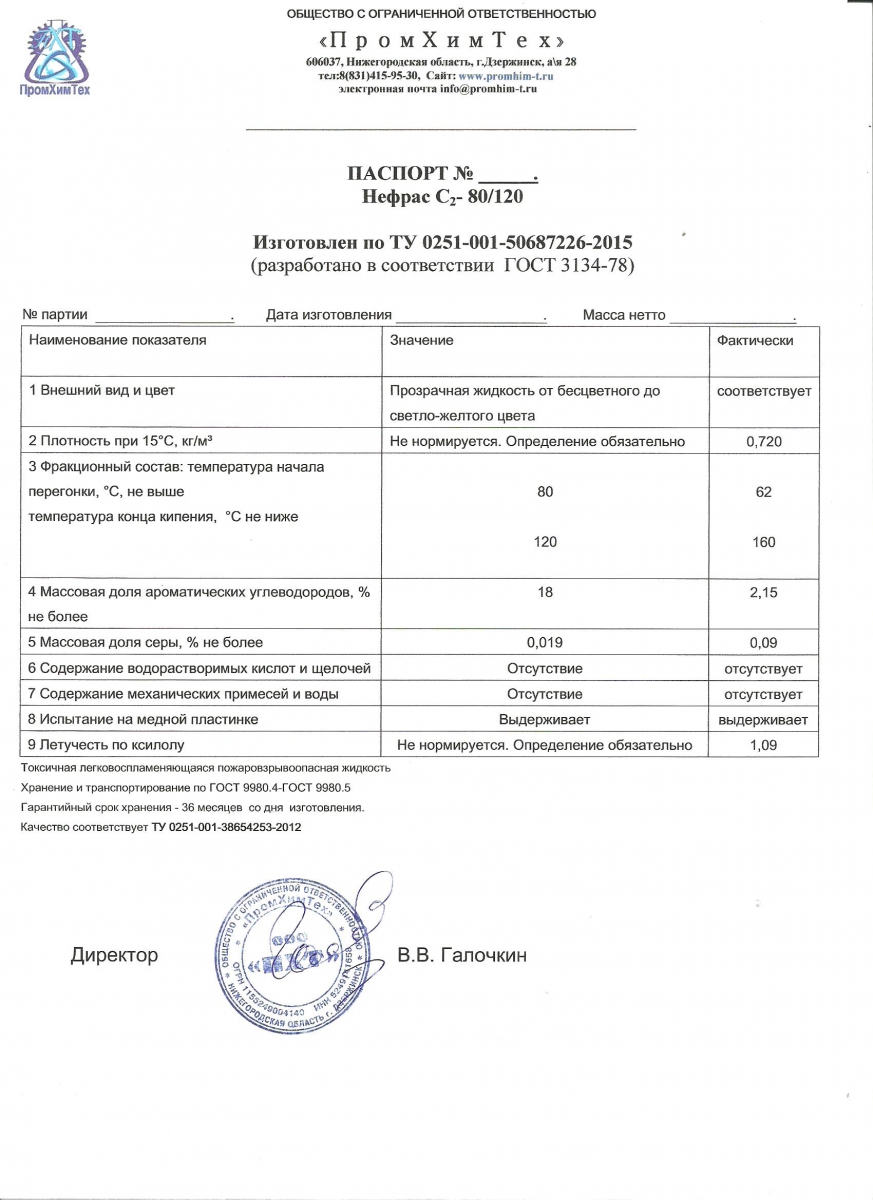 ОБЩЕСТВО С ОГРАНИЧЕННОЙ ОТВЕТСТВЕННОСТЬЮ
«ПромХимТех»
606037, Нижегородская область, г.Дзержинск, а\я 28
тел:8(831)415-95-30, Сайт: www.promhim-t.ru
электронная почта info@promhim-t.ru
ПромХимТех
ПАСПОРТ № _____.
Нефрас С₂- 80/120
Изготовлен по ТУ 0251-001-50687226-2015
(разработано в соответствии ГОСТ 3134-78)
№ партии __________________. Дата изготовления ____________________. Масса нетто ________________.
Наименование показателя Значение Фактически
1 Внешний вид и цвет Прозрачная жидкость от бесцветного до соответствует
светло-желтого цвета
2 Плотность при 15°С, кг/м³ Не нормируется. Определение обязательно 0,720
3 Фракционный состав: температура начала
перегонки, °С, не выше 80 62
температура конца кипения, °С не ниже
120 160
4 Массовая доля ароматических углеводородов, % 18 2,15
не более
5 Массовая доля серы, % не более 0,019 0,09
6 Содержание водорастворимых кислот и щелочей Отсутствие отсутствует
7 Содержание механических примесей и воды Отсутствие отсутствует
8 Испытание на медной пластинке Выдерживает выдерживает
9 Летучесть по ксилолу Не нормируется. Определение обязательно 1,09
Токсичная легковоспламеняющаяся пожаровзрывоопасная жидкость
Хранение и транспортирование по ГОСТ 9980.4-ГОСТ 9980.5
Гарантийный срок хранения - 36 месяцев со дня изготовления.
Качество соответствует ТУ 0251-001-38654253-2012
Директор В.В. Галочкин
ОБЩЕСТВО С ОГРАНИЧЕННОЙ ОТВЕТСТВЕННОСТЬЮ
«ПромХимТех»
ООО
«ПХТ»
ОГРН 1155249004140 ИНН
НИЖЕГОРОДСКАЯ ОБЛАСТЬ г. ДЗЕРЖИНСК